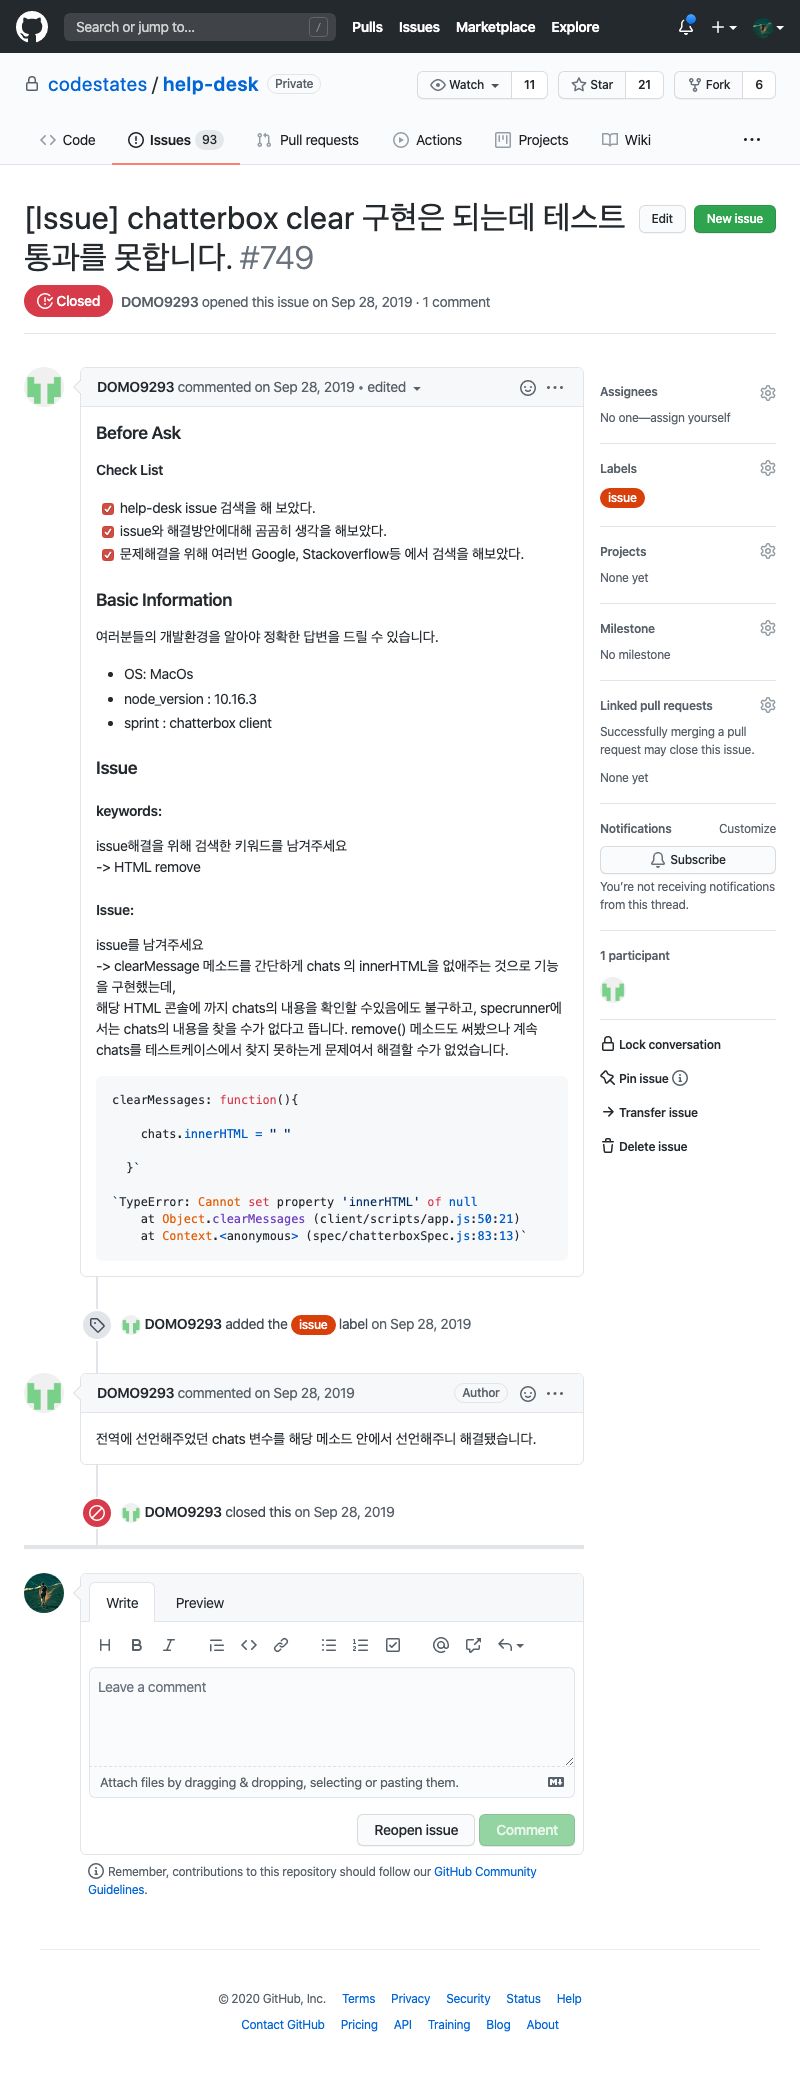 Search or jump to...
/
Pulls Issues Marketplace Explore
codestates / help-desk Private
Watch 11 Star 21 Fork 6
Code Issues 93 Pull requests Actions Projects Wiki
[Issue] chatterbox clear 구현은 되는데 테스트
통과를 못합니다. #749
Edit New issue
Closed DOMO9293 opened this issue on Sep 28, 2019 · 1 comment
DOMO9293 commented on Sep 28, 2019 • edited
Before Ask
Check List
help-desk issue 검색을 해 보았다.
issue와 해결방안에대해 곰곰히 생각을 해보았다.
문제해결을 위해 여러번 Google, Stackoverflow등 에서 검색을 해보았다.
Basic Information
여러분들의 개발환경을 알아야 정확한 답변을 드릴 수 있습니다.
• OS: MacOs
• node_version : 10.16.3
• sprint : chatterbox client
Issue
keywords:
issue해결을 위해 검색한 키워드를 남겨주세요
-> HTML remove
Issue:
issue를 남겨주세요
-> clearMessage 메소드를 간단하게 chats 의 innerHTML을 없애주는 것으로 기능
을 구현했는데,
해당 HTML 콘솔에 까지 chats의 내용을 확인할 수있음에도 불구하고, specrunner에
서는 chats의 내용을 찾을 수가 없다고 뜹니다. remove() 메소드도 써봤으나 계속
chats를 테스트케이스에서 찾지 못하는게 문제여서 해결할 수가 없었습니다.
clearMessages: function(){
chats.innerHTML = " "
}`
`TypeError: Cannot set property 'innerHTML' of null
at Object.clearMessages (client/scripts/app.js:50:21)
at Context.<anonymous> (spec/chatterboxSpec.js:83:13)`
DOMO9293 added the issue label on Sep 28, 2019
DOMO9293 commented on Sep 28, 2019 Author
전역에 선언해주었던 chats 변수를 해당 메소드 안에서 선언해주니 해결됐습니다.
DOMO9293 closed this on Sep 28, 2019
Write Preview
Leave a comment
Attach files by dragging & dropping, selecting or pasting them.
Reopen issue Comment
Remember, contributions to this repository should follow our GitHub Community
Guidelines.
Assignees
No one—assign yourself
Labels
issue
Projects
None yet
Milestone
No milestone
Linked pull requests
Successfully merging a pull
request may close this issue.
None yet
Notifications Customize
Subscribe
You're not receiving notifications
from this thread.
1 participant
Lock conversation
Pin issue
Transfer issue
Delete issue
© 2020 GitHub, Inc. Terms Privacy Security Status Help
Contact GitHub Pricing API Training Blog About